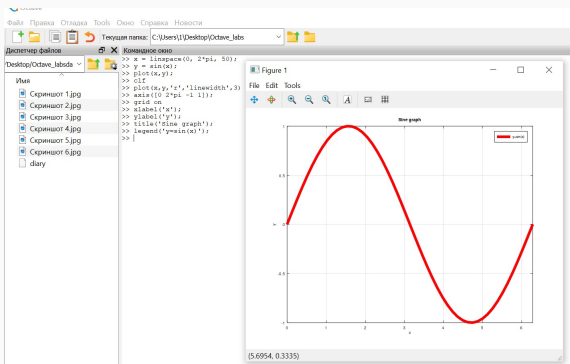 Octave
Файл Правка Отладка Tools Окно Справка Новости
Текущая папка: C:\Users\1\Desktop\Octave_labs
Диспетчер файлов
/Desktop/Octave_labsda
Имя
Скриншот 1.jpg
Скриншот 2.jpg
Скриншот 3.jpg
Скриншот 4.jpg
Скриншот 5.jpg
Скриншот 6.jpg
diary
Командное окно
>> x = linspace(0, 2*pi, 50);
>> y = sin(x);
>> plot(x,y);
>> clf
>> plot(x,y,'r','linewidth',3)
>> axis([0 2*pi -1 1]);
>> grid on
>> xlabel('x');
>> ylabel('y');
>> title('Sine graph');
>> legend('y=sin(x)');
>>
Figure 1
File Edit Tools
A
Sine graph
y=sin(x)
1
0.5
0
-0.5
-1
y
0 1 2 3 4 5 6
x
(5.6954, 0.3335)